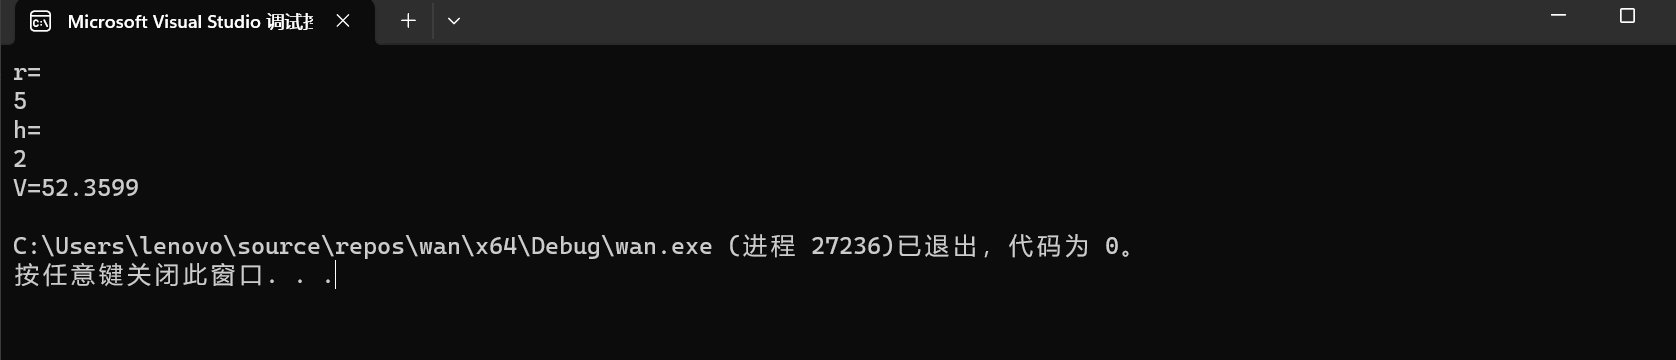 Microsoft Visual Studio 调试
r=
5
h=
2
V=52.3599
C:\Users\lenovo\source\repos\wan\x64\Debug\wan.exe (进程 27236)已退出，代码为 0。
按任意键关闭此窗口. . .